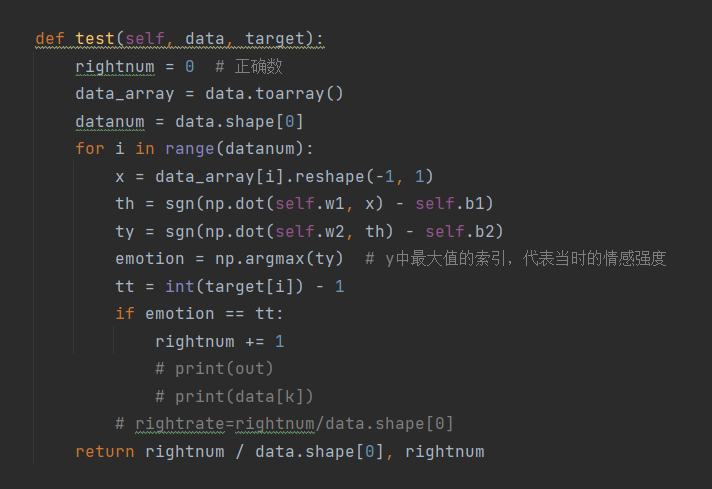 def test(self, data, target):
    rightnum = 0  # 正确数
    data_array = data.toarray()
    datanum = data.shape[0]
    for i in range(datanum):
        x = data_array[i].reshape(-1, 1)
        th = sgn(np.dot(self.w1, x) - self.b1)
        ty = sgn(np.dot(self.w2, th) - self.b2)
        emotion = np.argmax(ty)  # y中最大值的索引，代表当时的情感强度
        tt = int(target[i]) - 1
        if emotion == tt:
            rightnum += 1
            # print(out)
            # print(data[k])
        # rightrate=rightnum/data.shape[0]
    return rightnum / data.shape[0], rightnum